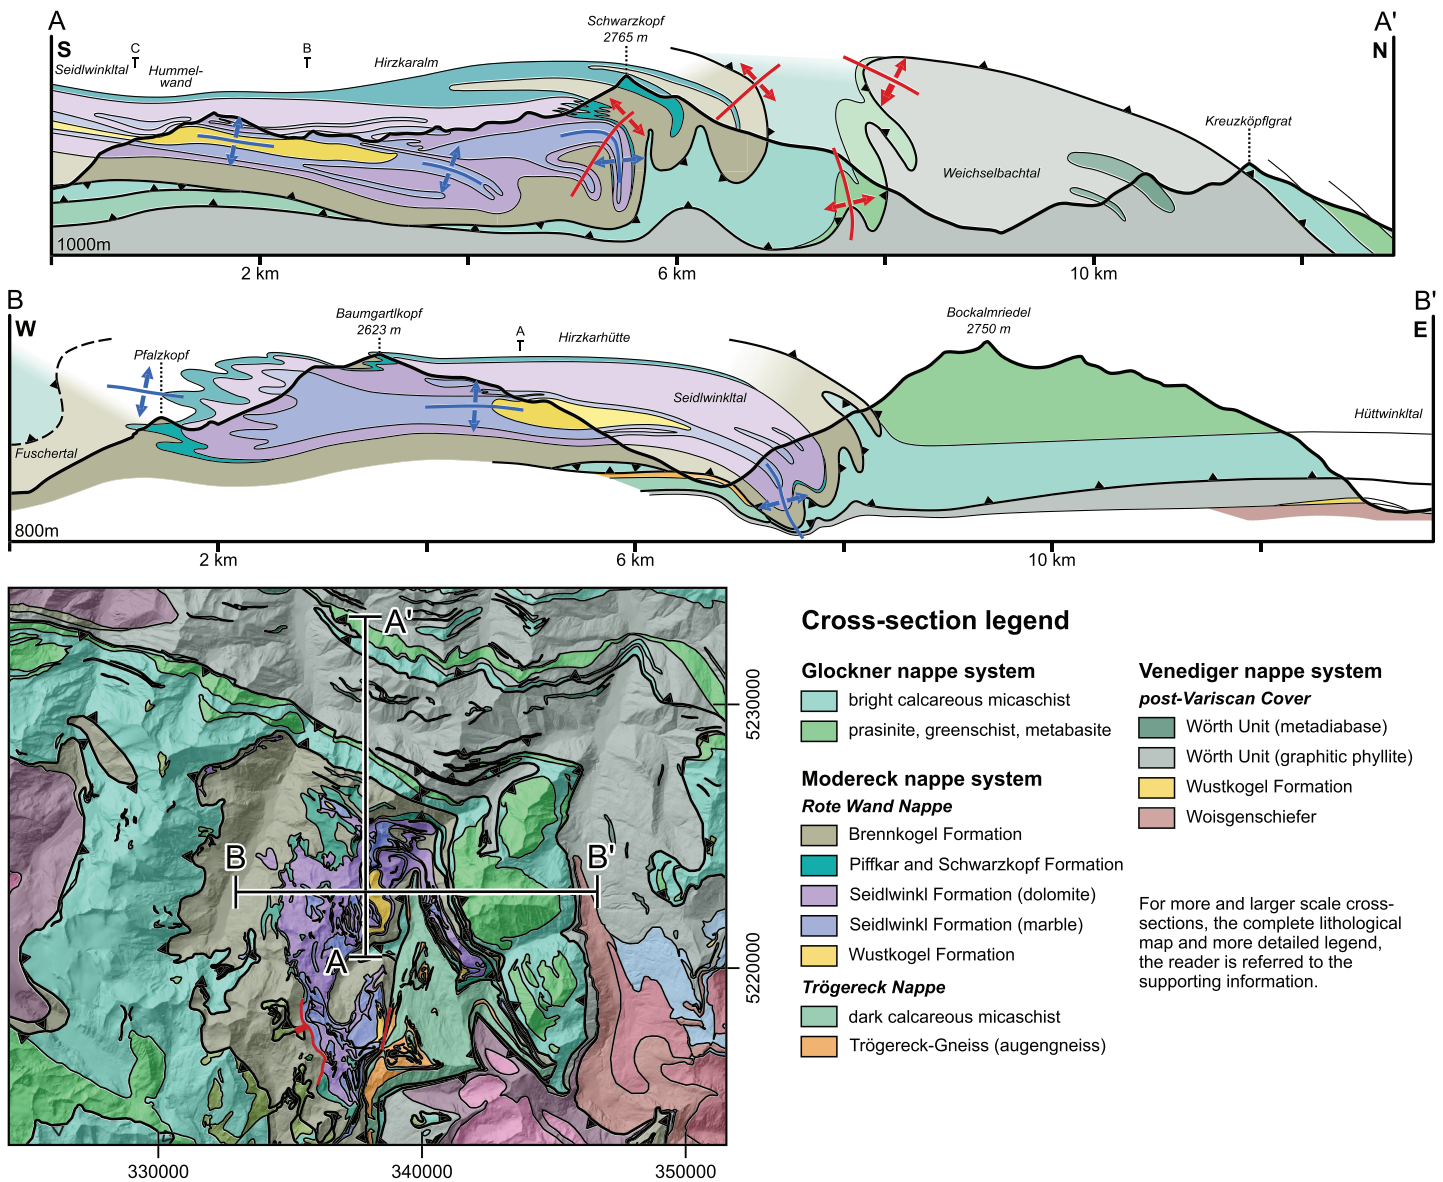 A
A'
S
N
C
B
Seidlwinkltal
Hummel-
wand
Hirzkaralm
Schwarzkopf
2765 m
Kreuzköpflgrat
Weichselbachtal
1000m
2 km
6 km
10 km
B
B'
W
E
Pfalzkopf
Baumgartlkopf
2623 m
A
Hirzkarhütte
Bockalmriedel
2750 m
Seidlwinkltal
Hüttwinkltal
Fuschertal
800m
2 km
6 km
10 km
A'
B
B'
A
5230000
5220000
330000
340000
350000
Cross-section legend
Glockner nappe system
bright calcareous micaschist
prasinite, greenschist, metabasite
Modereck nappe system
Rote Wand Nappe
Brennkogel Formation
Piffkar and Schwarzkopf Formation
Seidlwinkl Formation (dolomite)
Seidlwinkl Formation (marble)
Wustkogel Formation
Trögereck Nappe
dark calcareous micaschist
Trögereck-Gneiss (augengneiss)
Venediger nappe system
post-Variscan Cover
Wörth Unit (metadiabase)
Wörth Unit (graphitic phyllite)
Wustkogel Formation
Woisgenschiefer
For more and larger scale cross-
sections, the complete lithological
map and more detailed legend,
the reader is referred to the
supporting information.